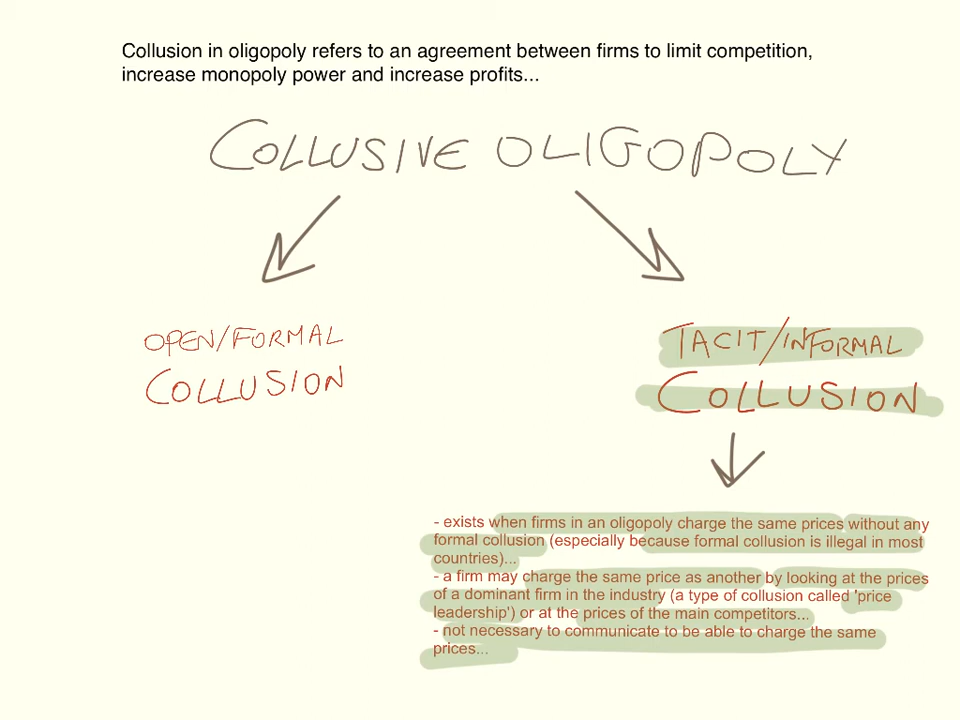 Collusion in oligopoly refers to an agreement between firms to limit competition,
increase monopoly power and increase profits...
COLLUSIVE OLIGOPOLY
OPEN/FORMAL
COLLUSION
TACIT/INFORMAL
COLLUSION
- exists when firms in an oligopoly charge the same prices without any
formal collusion (especially because formal collusion is illegal in most
countries)...
- a firm may charge the same price as another by looking at the prices
of a dominant firm in the industry (a type of collusion called 'price
leadership') or at the prices of the main competitors...
- not necessary to communicate to be able to charge the same
prices...